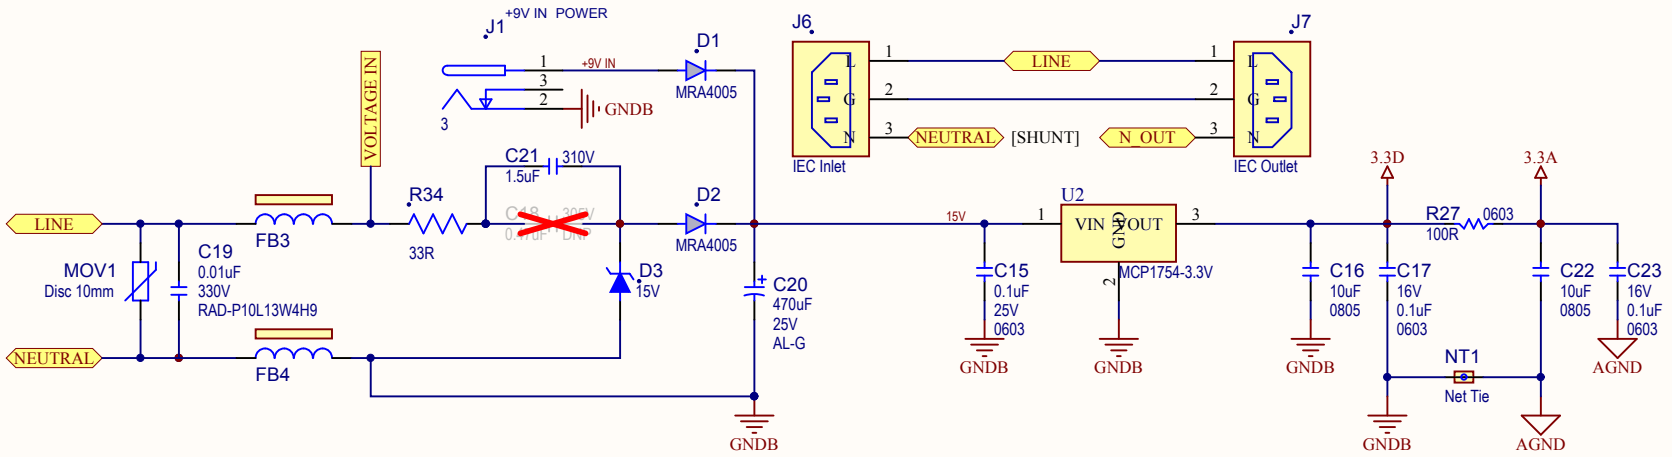 +9V IN POWER
J1
1
3
2
3
+9V IN
GNDB
D1
MRA4005
J6
L
G
N
1
2
3
IEC Inlet
LINE
NEUTRAL
[SHUNT]
N_OUT
J7
1
2
3
L
G
N
IEC Outlet
VOLTAGE IN
LINE
NEUTRAL
MOV1
Disc 10mm
C19
0.01uF
330V
RAD-P10L13W4H9
FB3
FB4
R34
33R
C21
310V
1.5uF
C18
305V
0.47uF
DNP
D2
MRA4005
D3
15V
C20
470uF
25V
AL-G
GNDB
15V
C15
0.1uF
25V
0603
GNDB
U2
1
VIN
GND
VOUT
3
2
MCP1754-3.3V
GNDB
C16
10uF
0805
GNDB
3.3D
C17
16V
0.1uF
0603
GNDB
R27
0603
100R
NT1
Net Tie
3.3A
C22
10uF
0805
AGND
C23
16V
0.1uF
0603
AGND